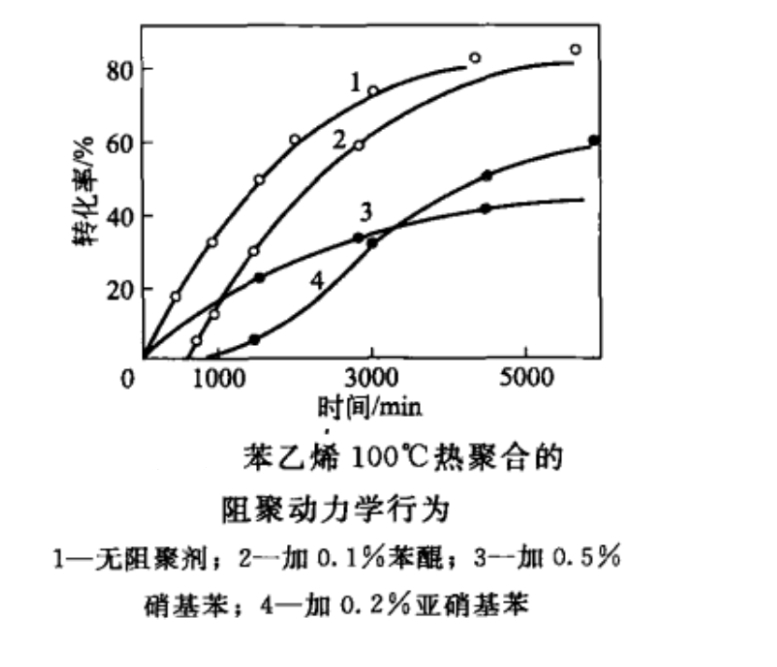 80
60
40
20
转化率/%
1
2
3
4
0 1000 3000 5000
时间/min
苯乙烯 100℃热聚合的
阻聚动力学行为
1—无阻聚剂；2—加 0.1%苯醌；3—加 0.5%
硝基苯；4—加 0.2%亚硝基苯